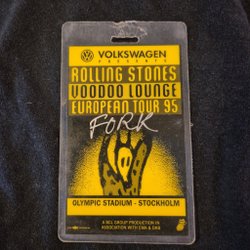 VOLKSWAGEN
PRESENTS
ROLLING STONES
VOODOO LOUNGE
EUROPEAN TOUR 95
FORK
OLYMPIC STADIUM - STOCKHOLM
A BCL GROUP PRODUCTION IN
ASSOCIATION WITH EMA & DKB